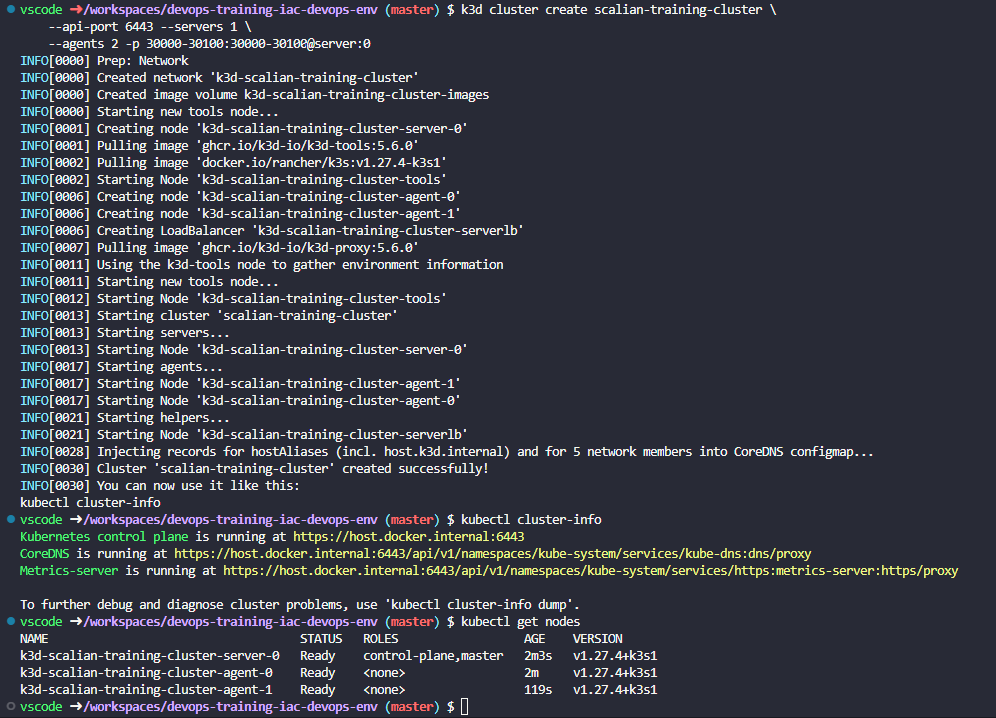 vscode ➜/workspaces/devops-training-iac-devops-env (master) $ k3d cluster create scalian-training-cluster \
--api-port 6443 --servers 1 \
--agents 2 -p 30000-30100:30000-30100@server:0
INFO[0000] Prep: Network
INFO[0000] Created network 'k3d-scalian-training-cluster'
INFO[0000] Created image volume k3d-scalian-training-cluster-images
INFO[0000] Starting new tools node...
INFO[0001] Creating node 'k3d-scalian-training-cluster-server-0'
INFO[0001] Pulling image 'ghcr.io/k3d-io/k3d-tools:5.6.0'
INFO[0002] Pulling image 'docker.io/rancher/k3s:v1.27.4-k3s1'
INFO[0002] Starting Node 'k3d-scalian-training-cluster-tools'
INFO[0006] Creating node 'k3d-scalian-training-cluster-agent-0'
INFO[0006] Creating node 'k3d-scalian-training-cluster-agent-1'
INFO[0006] Creating LoadBalancer 'k3d-scalian-training-cluster-serverlb'
INFO[0007] Pulling image 'ghcr.io/k3d-io/k3d-proxy:5.6.0'
INFO[0011] Using the k3d-tools node to gather environment information
INFO[0011] Starting new tools node...
INFO[0012] Starting Node 'k3d-scalian-training-cluster-tools'
INFO[0013] Starting cluster 'scalian-training-cluster'
INFO[0013] Starting servers...
INFO[0013] Starting Node 'k3d-scalian-training-cluster-server-0'
INFO[0017] Starting agents...
INFO[0017] Starting Node 'k3d-scalian-training-cluster-agent-1'
INFO[0017] Starting Node 'k3d-scalian-training-cluster-agent-0'
INFO[0021] Starting helpers...
INFO[0021] Starting Node 'k3d-scalian-training-cluster-serverlb'
INFO[0028] Injecting records for hostAliases (incl. host.k3d.internal) and for 5 network members into CoreDNS configmap...
INFO[0030] Cluster 'scalian-training-cluster' created successfully!
INFO[0030] You can now use it like this:
kubectl cluster-info
vscode ➜/workspaces/devops-training-iac-devops-env (master) $ kubectl cluster-info
Kubernetes control plane is running at https://host.docker.internal:6443
CoreDNS is running at https://host.docker.internal:6443/api/v1/namespaces/kube-system/services/kube-dns:dns/proxy
Metrics-server is running at https://host.docker.internal:6443/api/v1/namespaces/kube-system/services/https:metrics-server:https/proxy
To further debug and diagnose cluster problems, use 'kubectl cluster-info dump'.
vscode ➜/workspaces/devops-training-iac-devops-env (master) $ kubectl get nodes
NAME STATUS ROLES AGE VERSION
k3d-scalian-training-cluster-server-0 Ready control-plane,master 2m3s v1.27.4+k3s1
k3d-scalian-training-cluster-agent-0 Ready <none> 2m v1.27.4+k3s1
k3d-scalian-training-cluster-agent-1 Ready <none> 119s v1.27.4+k3s1
vscode ➜/workspaces/devops-training-iac-devops-env (master) $